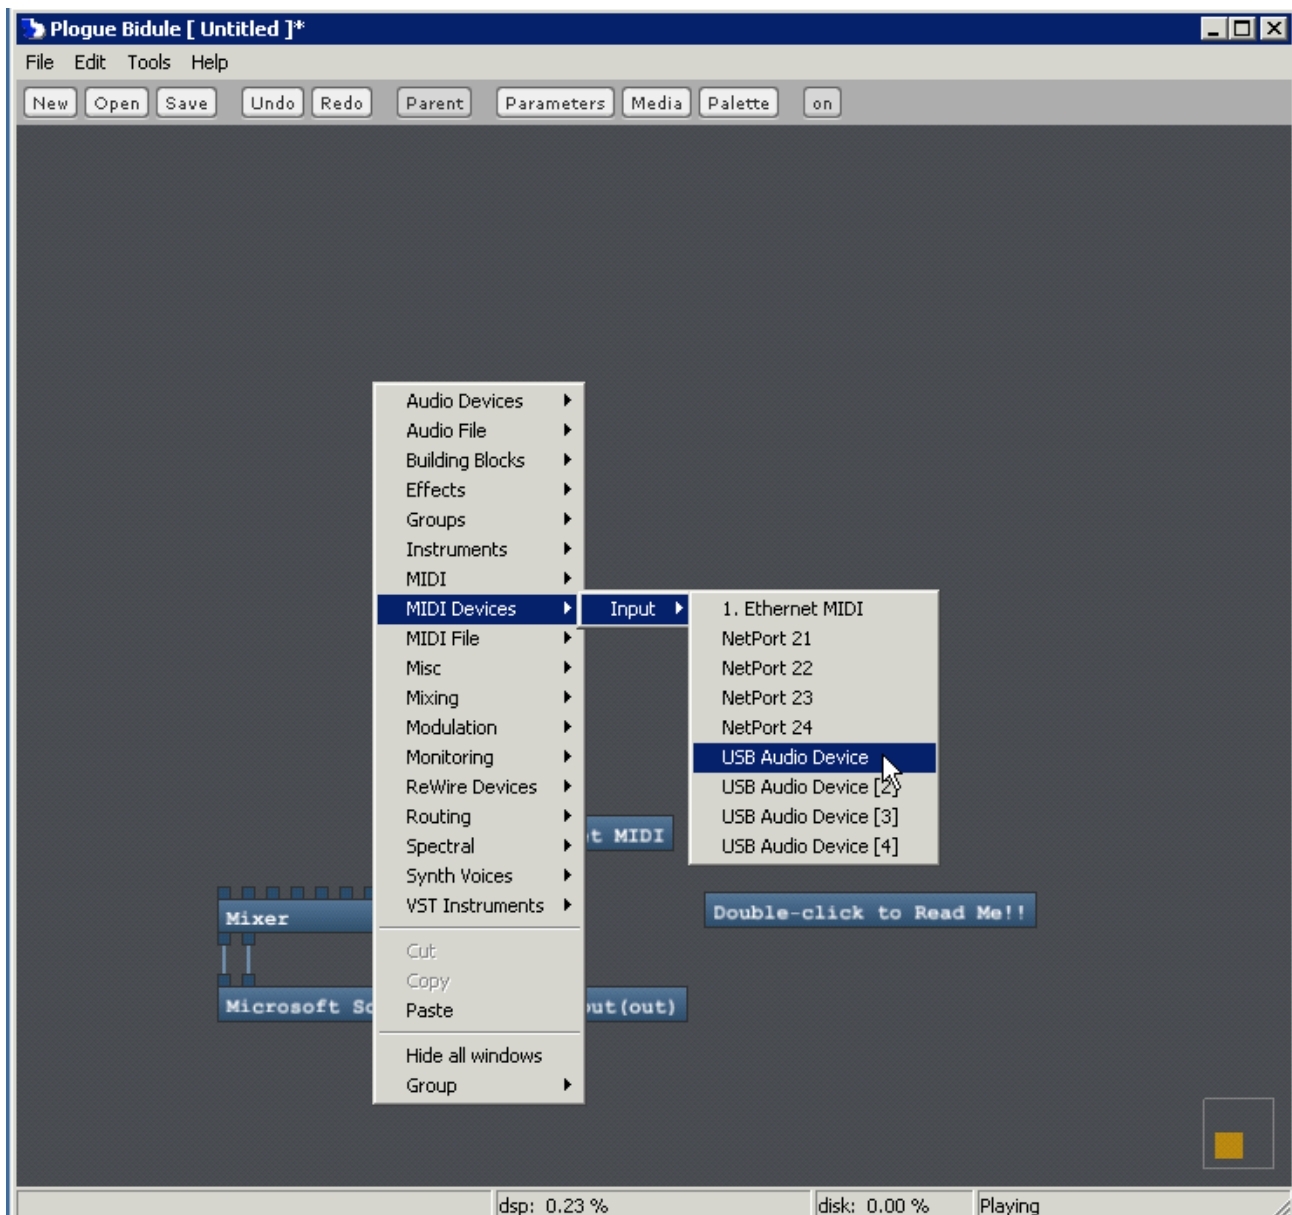 Plogue Bidule [ Untitled ]*
File Edit Tools Help
New Open Save Undo Redo Parent Parameters Media Palette on
Audio Devices
Audio File
Building Blocks
Effects
Groups
Instruments
MIDI
MIDI Devices Input 1. Ethernet MIDI
MIDI File NetPort 21
Misc NetPort 22
Mixing NetPort 23
Modulation NetPort 24
Monitoring USB Audio Device
ReWire Devices USB Audio Device [2]
Routing USB Audio Device [3]
Spectral t MIDI USB Audio Device [4]
Synth Voices
VST Instruments
Mixer Double-click to Read Me!!
Cut
Copy
Microsoft Paste out(out)
Hide all windows
Group
dsp: 0.23 % disk: 0.00 % Playing